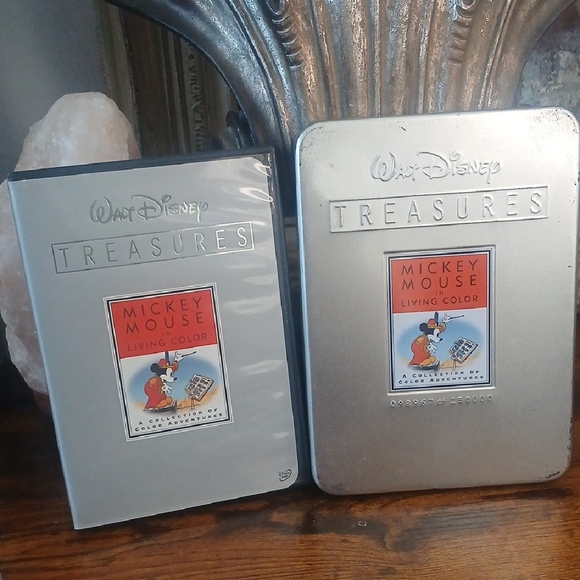 WALT DISNEY
TREASURES
MICKEY
MOUSE
IN
LIVING COLOR
A COLLECTION OF
COLOR ADVENTURES
WALT DISNEY
TREASURES
MICKEY
MOUSE
IN
LIVING COLOR
A COLLECTION OF
COLOR ADVENTURES